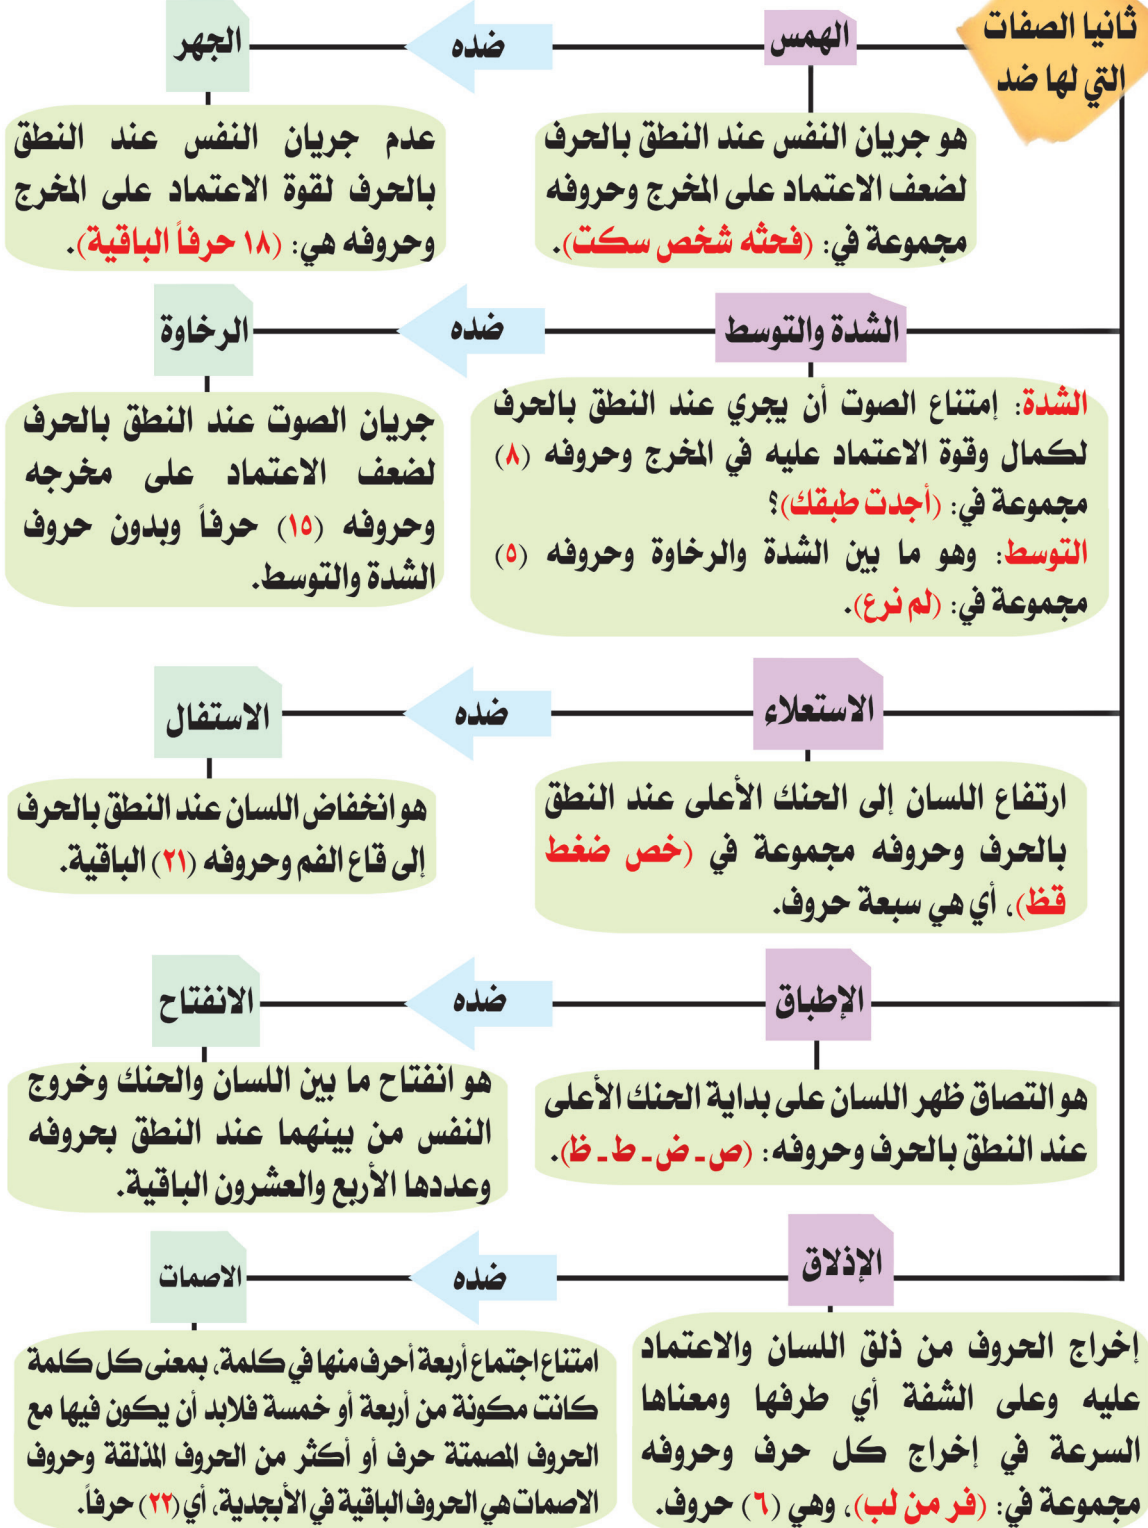 ثانيا الصفات
التي لها ضد
الهمس
ضده
الجهر
هو جريان النفس عند النطق بالحرف
لضعف الاعتماد على المخرج وحروفه
مجموعة في: (فحثه شخص سكت).
عدم جريان النفس عند النطق
بالحرف لقوة الاعتماد على المخرج
وحروفه هي: (١٨ حرفاً الباقية).
الشدة والتوسط
ضده
الرخاوة
الشدة: إمتناع الصوت أن يجري عند النطق بالحرف
لكمال وقوة الاعتماد عليه في المخرج وحروفه (٨)
مجموعة في: (أجدت طبقك)؟
التوسط: وهو ما بين الشدة والرخاوة وحروفه (٥)
مجموعة في: (لم نرع).
جريان الصوت عند النطق بالحرف
لضعف الاعتماد على مخرجه
وحروفه (١٥) حرفاً وبدون حروف
الشدة والتوسط.
الاستعلاء
ضده
الاستفال
ارتفاع اللسان إلى الحنك الأعلى عند النطق
بالحرف وحروفه مجموعة في (خص ضغط
قظ)، أي هي سبعة حروف.
هو انخفاض اللسان عند النطق بالحرف
إلى قاع الفم وحروفه (٢١) الباقية.
الإطباق
ضده
الانفتاح
هو التصاق ظهر اللسان على بداية الحنك الأعلى
عند النطق بالحرف وحروفه: (ص - ض - ط - ظ).
هو انفتاح ما بين اللسان والحنك وخروج
النفس من بينهما عند النطق بحروفه
وعددها الأربع والعشرون الباقية.
الإذلاق
ضده
الاصمات
إخراج الحروف من ذلق اللسان والاعتماد
عليه وعلى الشفة أي طرفها ومعناها
السرعة في إخراج كل حرف وحروفه
مجموعة في: (فر من لب)، وهي (٦) حروف.
امتناع اجتماع أربعة أحرف منها في كلمة، بمعنى كل كلمة
كانت مكونة من أربعة أو خمسة فلابد أن يكون فيها مع
الحروف المصمتة حرف أو أكثر من الحروف المذلقة وحروف
الاصمات هي الحروف الباقية في الأبجدية، أي (٢٢) حرفاً.